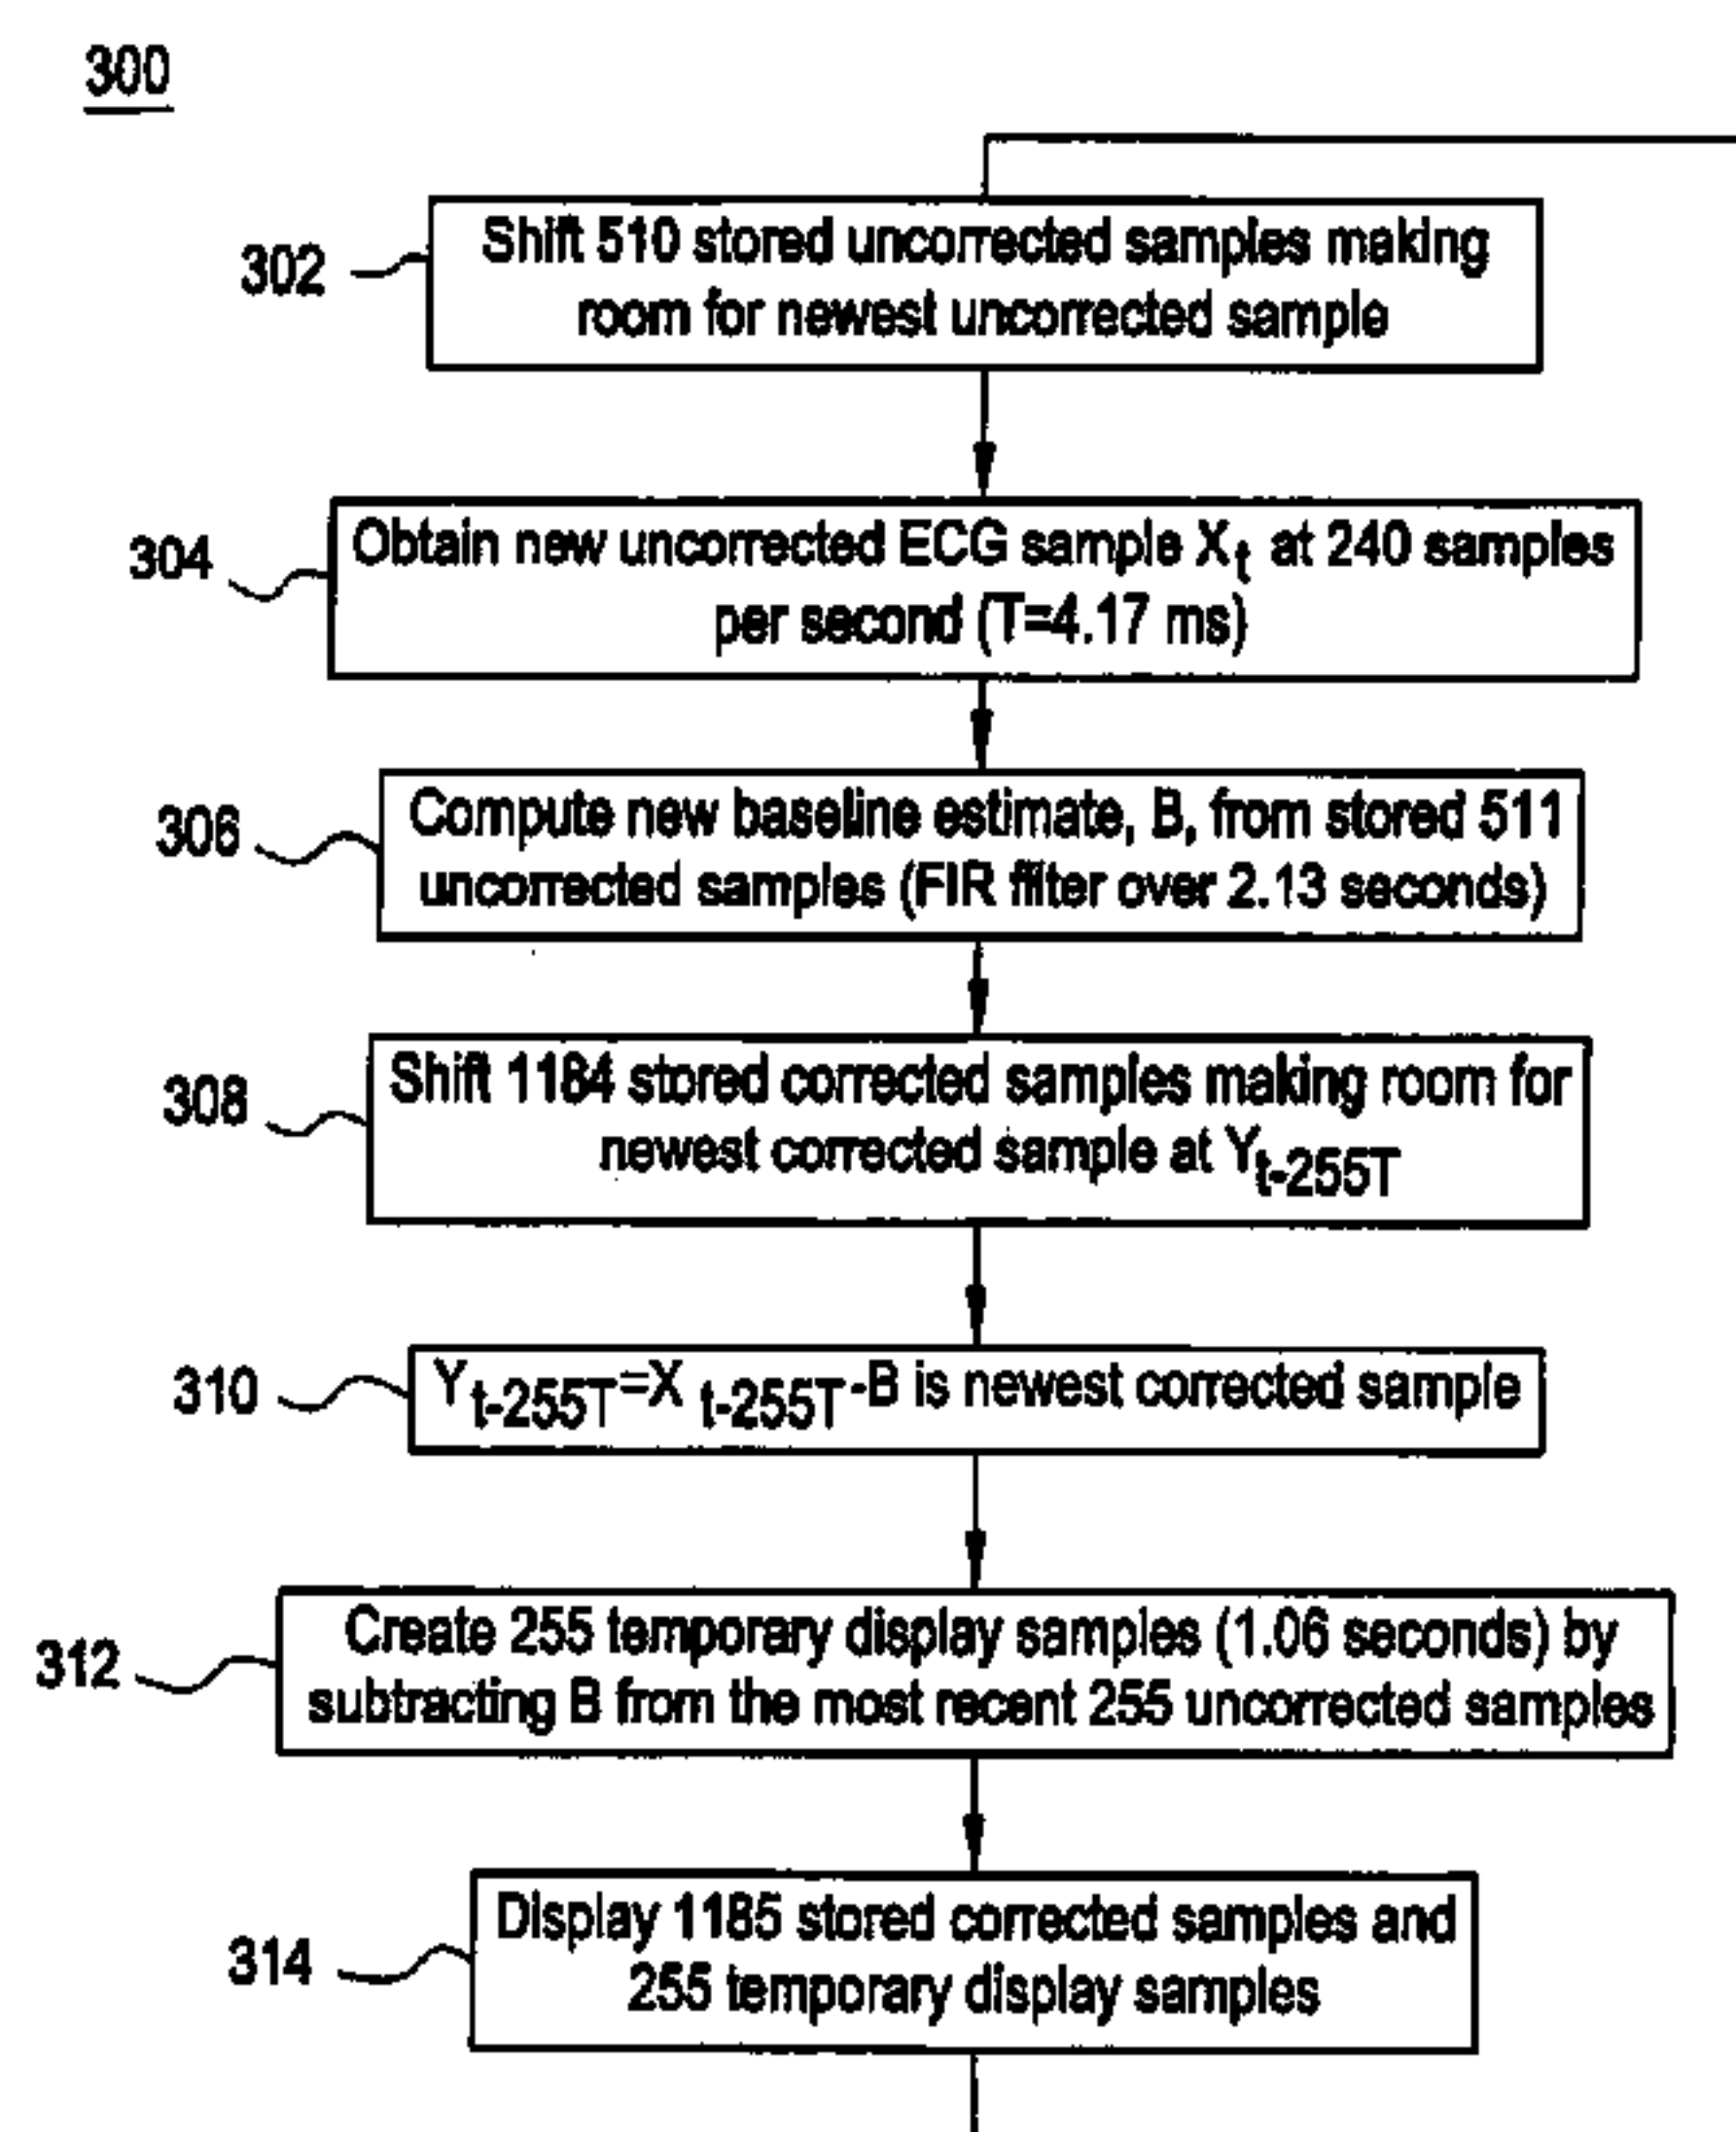 300
302
Shift 510 stored uncorrected samples making
room for newest uncorrected sample
304
Obtain new uncorrected ECG sample Xt at 240 samples
per second (T=4.17 ms)
306
Compute new baseline estimate, B, from stored 511
uncorrected samples (FIR filter over 2.13 seconds)
308
Shift 1184 stored corrected samples making room for
newest corrected sample at Yt-255T
310
Yt-255T=X t-255T-B is newest corrected sample
312
Create 255 temporary display samples (1.06 seconds) by
subtracting B from the most recent 255 uncorrected samples
314
Display 1185 stored corrected samples and
255 temporary display samples